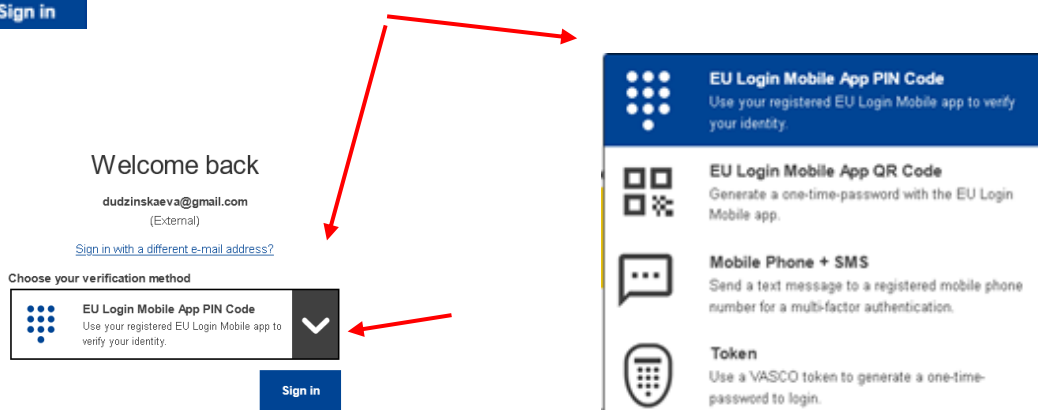 Sign in
Welcome back
dudzinskaeva@gmail.com
(External)
Sign in with a different e-mail address?
Choose your verification method
EU Login Mobile App PIN Code
Use your registered EU Login Mobile app to
verify your identity.
Sign in
EU Login Mobile App PIN Code
Use your registered EU Login Mobile app to verify
your identity.
EU Login Mobile App QR Code
Generate a one-time-password with the EU Login
Mobile app.
Mobile Phone + SMS
Send a text message to a registered mobile phone
number for a multi-factor authentication.
Token
Use a VASCO token to generate a one-time-
password to login.